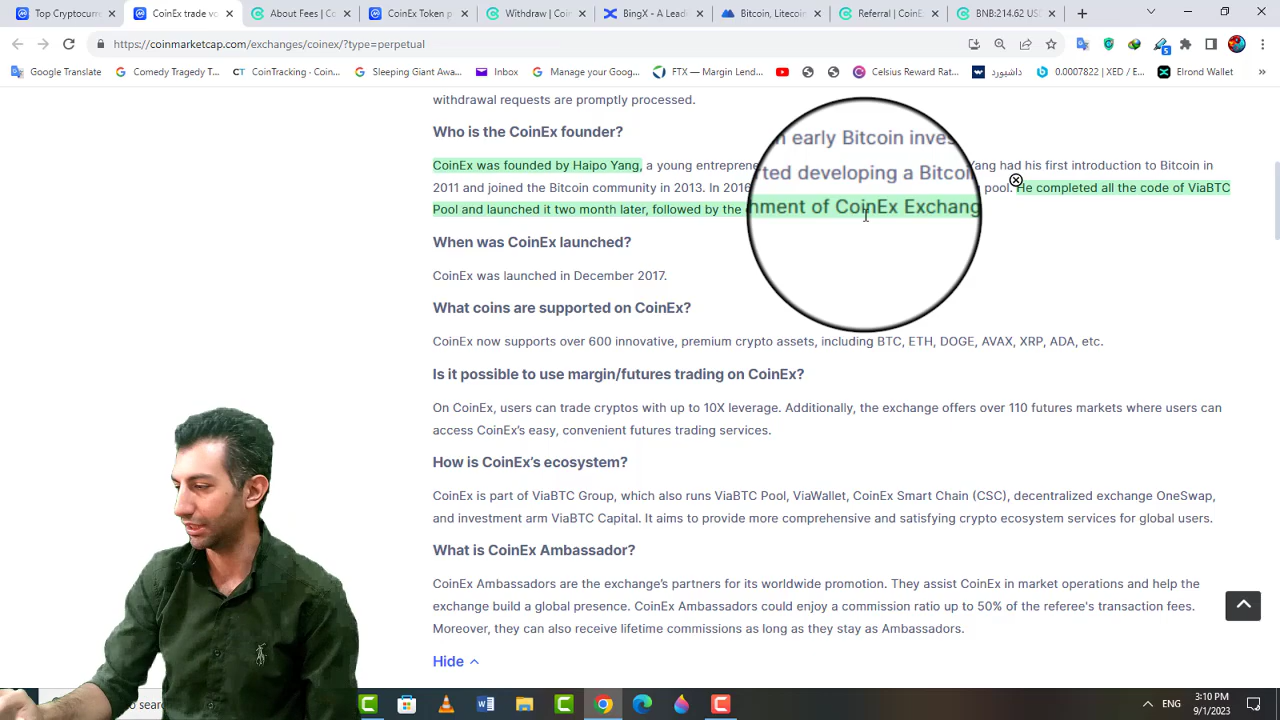 Top Cryptocurr
CoinEx trade vo
About Fees | Co
CoinEx Token p
Withdraw | Coin
BingX - A Leade
Bitcoin, Litecoin
Referral | CoinE
BNB:214.62 USD
https://coinmarketcap.com/exchanges/coinex/?type=perpetual
5
Google Translate
Comedy Tragedy T...
CT CoinTracking - Coin...
Sleeping Giant Awa...
Inbox
Manage your Goog...
FTX — Margin Lend...
Celsius Reward Rat...
داشبورد
0.0007822 | XED / E...
Elrond Wallet
withdrawal requests are promptly processed.
Who is the CoinEx founder?
CoinEx was founded by Haipo Yang, a young entreprene
Yang had his first introduction to Bitcoin in
2011 and joined the Bitcoin community in 2013. In 2016
pool. He completed all the code of ViaBTC
Pool and launched it two month later, followed by the
early Bitcoin inves
rted developing a Bitcoi
nment of CoinEx Exchang
When was CoinEx launched?
CoinEx was launched in December 2017.
What coins are supported on CoinEx?
CoinEx now supports over 600 innovative, premium crypto assets, including BTC, ETH, DOGE, AVAX, XRP, ADA, etc.
Is it possible to use margin/futures trading on CoinEx?
On CoinEx, users can trade cryptos with up to 10X leverage. Additionally, the exchange offers over 110 futures markets where users can
access CoinEx’s easy, convenient futures trading services.
How is CoinEx’s ecosystem?
CoinEx is part of ViaBTC Group, which also runs ViaBTC Pool, ViaWallet, CoinEx Smart Chain (CSC), decentralized exchange OneSwap,
and investment arm ViaBTC Capital. It aims to provide more comprehensive and satisfying crypto ecosystem services for global users.
What is CoinEx Ambassador?
CoinEx Ambassadors are the exchange’s partners for its worldwide promotion. They assist CoinEx in market operations and help the
exchange build a global presence. CoinEx Ambassadors could enjoy a commission ratio up to 50% of the referee's transaction fees.
Moreover, they can also receive lifetime commissions as long as they stay as Ambassadors.
Hide
to searc
ENG
3:10 PM
9/1/2023